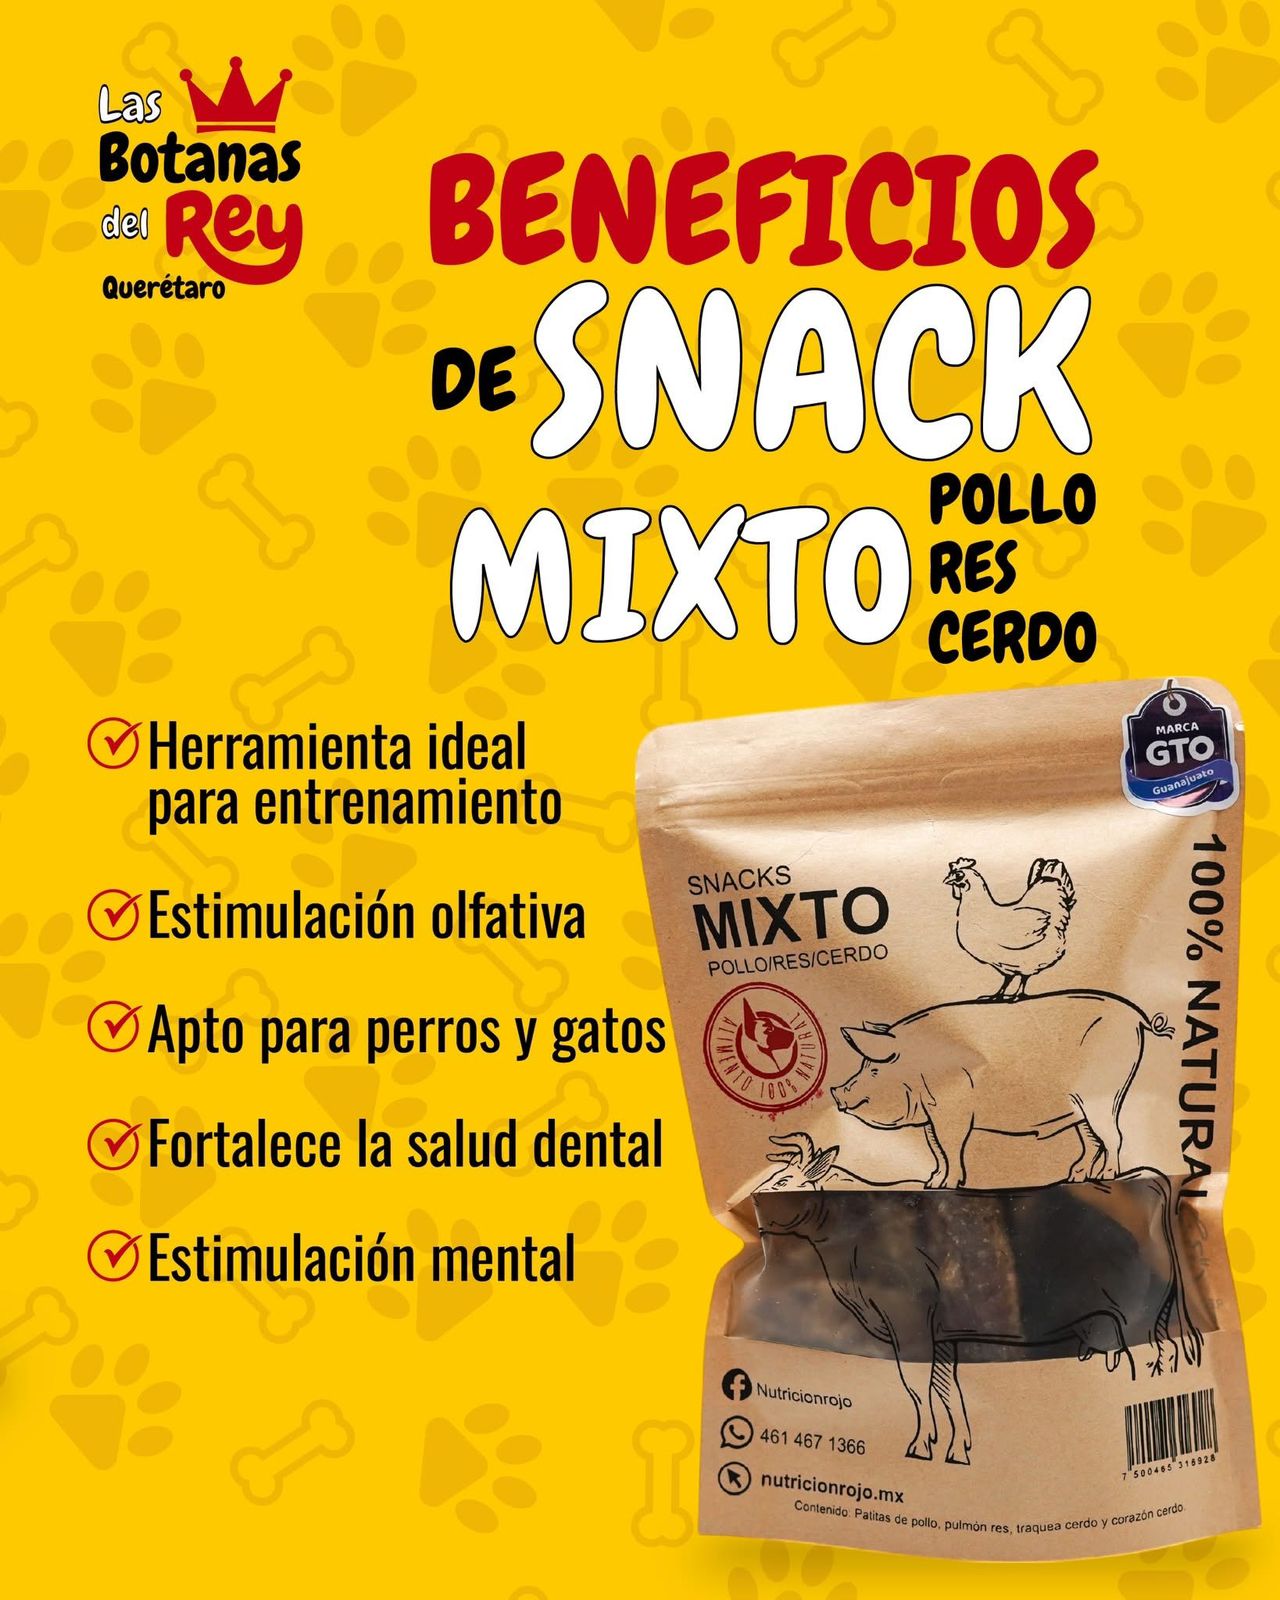 Las
Botanas
del Rey
Querétaro
BENEFICIOS
DE SNACK
MIXTO
POLLO
RES
CERDO
Herramienta ideal
para entrenamiento
Estimulación olfativa
Apto para perros y gatos
Fortalece la salud dental
Estimulación mental
MARCA
GTO
Guanajuato
SNACKS
MIXTO
POLLO/RES/CERDO
ALIMENTO 100% NATURAL
100% NATURAL
Nutricionrojo
461 467 1366
nutricionrojo.mx
7 500465 316928
Contenido: Patitas de pollo, pulmón res, traquea cerdo y corazón cerdo.